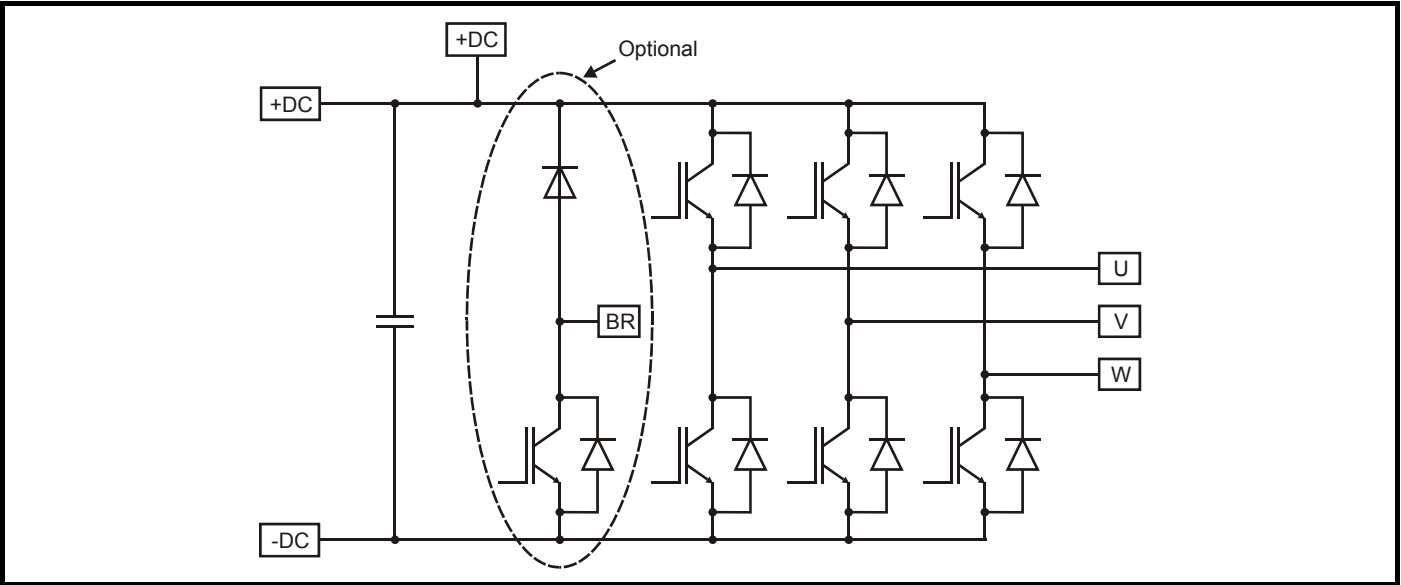 +DC
Optional
+DC
U
BR
V
W
-DC